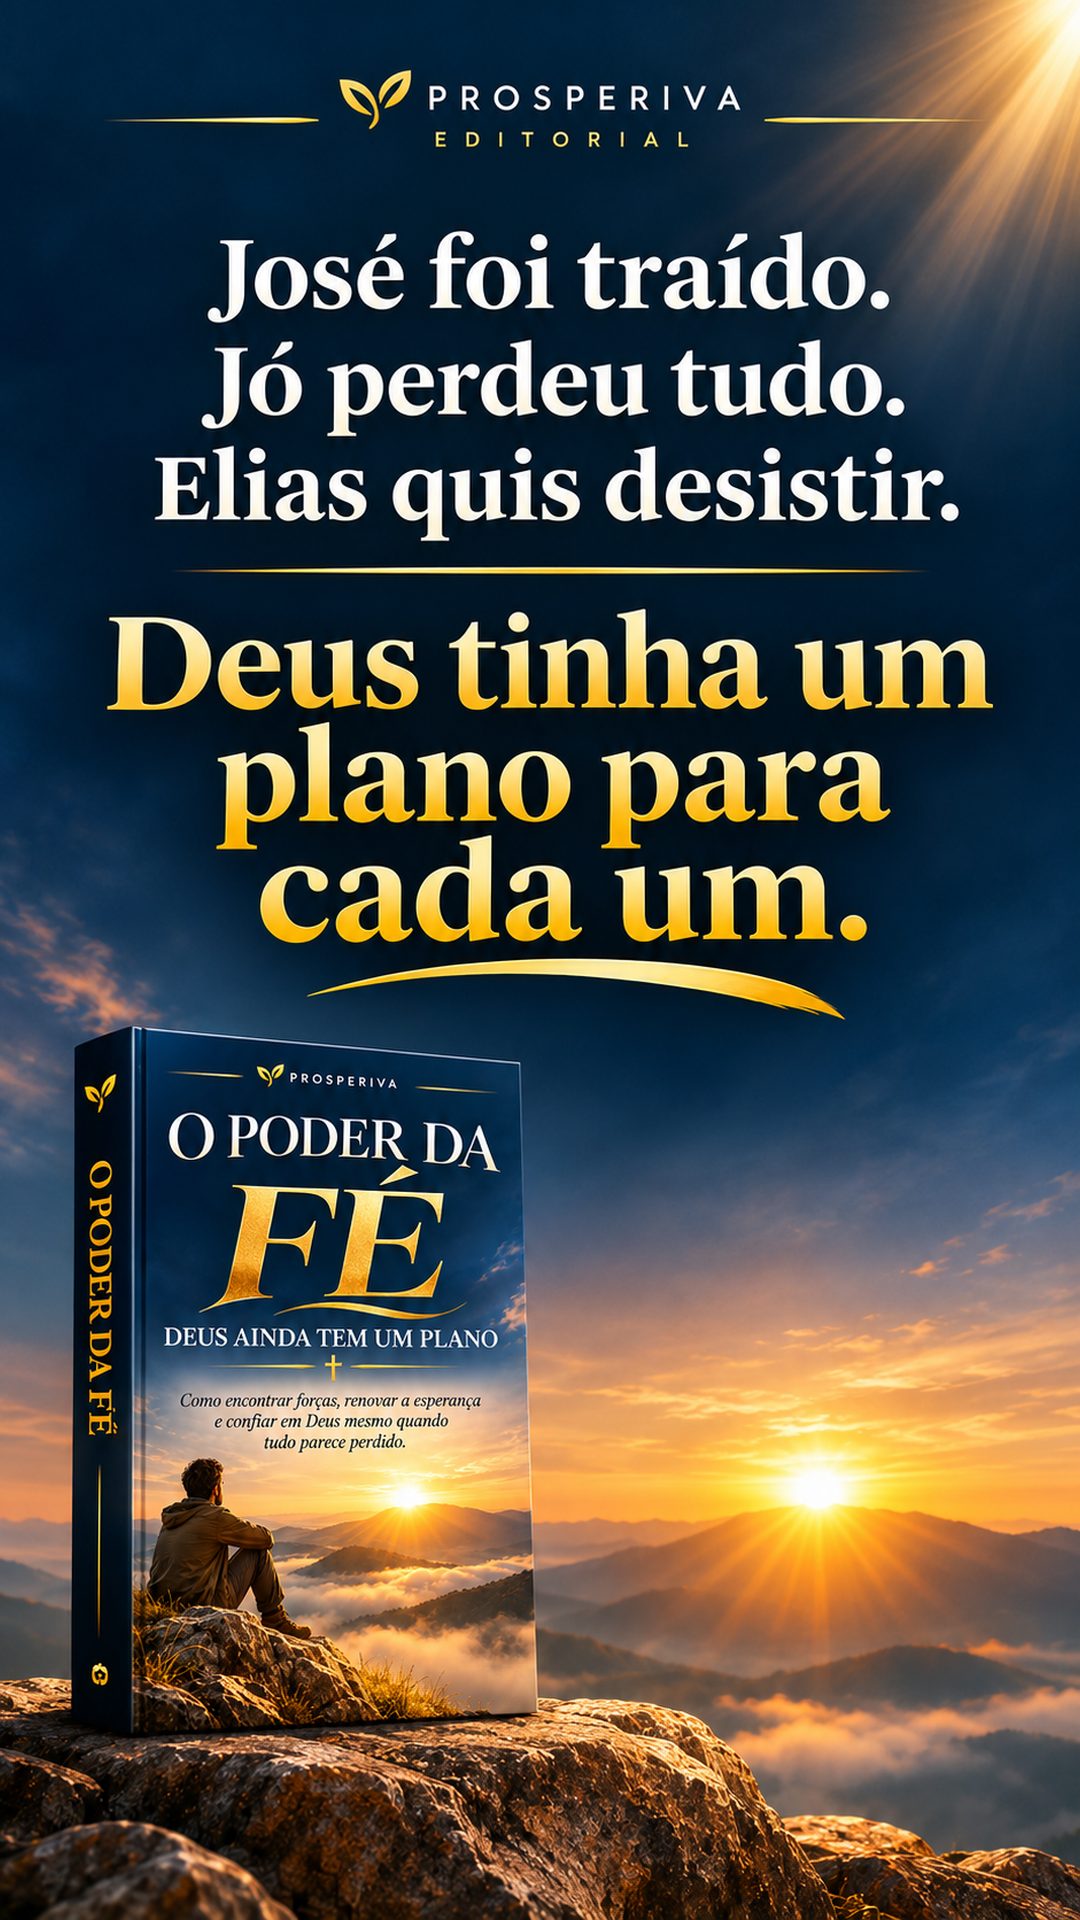 PROSPERIVA
EDITORIAL
José foi traído.
Jó perdeu tudo.
Elias quis desistir.
Deus tinha um
plano para
cada um.
PROSPERIVA
O PODER DA
FÉ
DEUS AINDA TEM UM PLANO
Como encontrar forças, renovar a esperança
e confiar em Deus mesmo quando
tudo parece perdido.
O PODER DA FÉ